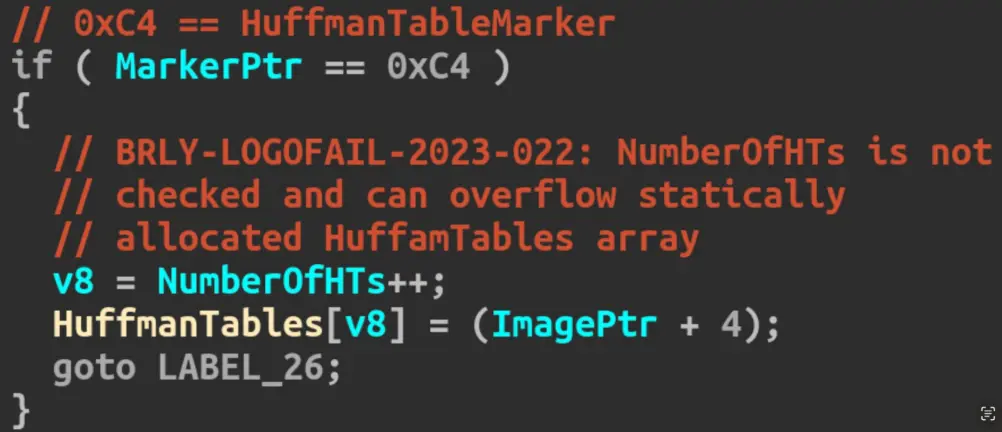 // 0xC4 == HuffmanTableMarker
if ( MarkerPtr == 0xC4 )
{
// BRLY-LOGOFAIL-2023-022: NumberOfHTs is not
// checked and can overflow statically
// allocated HuffamTables array
v8 = NumberOfHTs++;
HuffmanTables[v8] = (ImagePtr + 4);
goto LABEL_26;
}